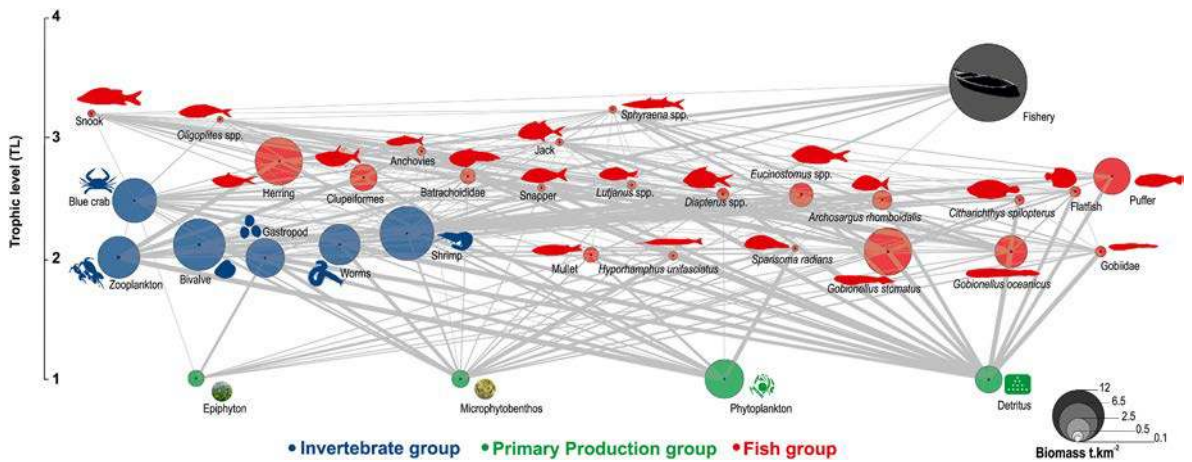 4
Snook
Oligoplites spp.
Sphyraena spp.
Fishery
3
Trophic level (TL)
Anchovies
Jack
Eucinostomus spp.
Herring
Clupeiformes
Batrachoididae
Snapper
Lutjanus spp.
Diapterus spp.
Archosargus rhomboidalis
Citharichthys spilopterus
Flatfish
Puffer
Blue crab
Gastropod
2
Zooplankton
Bivalve
Worms
Shrimp
Mullet
Hyporhamphus unifasciatus
Sparisoma radians
Gobionellus stomatus
Gobionellus oceanicus
Gobiidae
1
Epiphyton
Microphytobenthos
Phytoplankton
Detritus
12
6.5
2.5
0.5
0.1
Biomass t.km-2
Invertebrate group
Primary Production group
Fish group